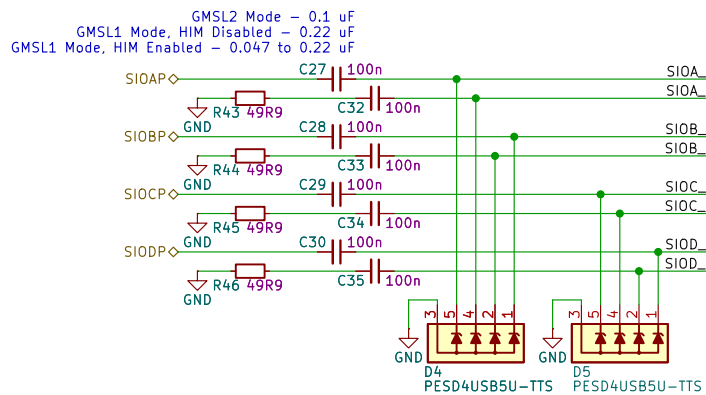 GMSL2 Mode - 0.1 uF
GMSL1 Mode, HIM Disabled - 0.22 uF
GMSL1 Mode, HIM Enabled - 0.047 to 0.22 uF
C27 100n
SIOAP
SIOA_
SIOA_
R43 49R9
C32 100n
GND
C28 100n
SIOBP
SIOB_
SIOB_
R44 49R9
C33 100n
GND
C29 100n
SIOCP
SIOC_
SIOC_
R45 49R9
C34 100n
GND
C30 100n
SIODP
SIOD_
SIOD_
R46 49R9
C35 100n
GND
3 5 4 2 1
3 5 4 2 1
GND
GND
D4
PESD4USB5U-TTS
D5
PESD4USB5U-TTS